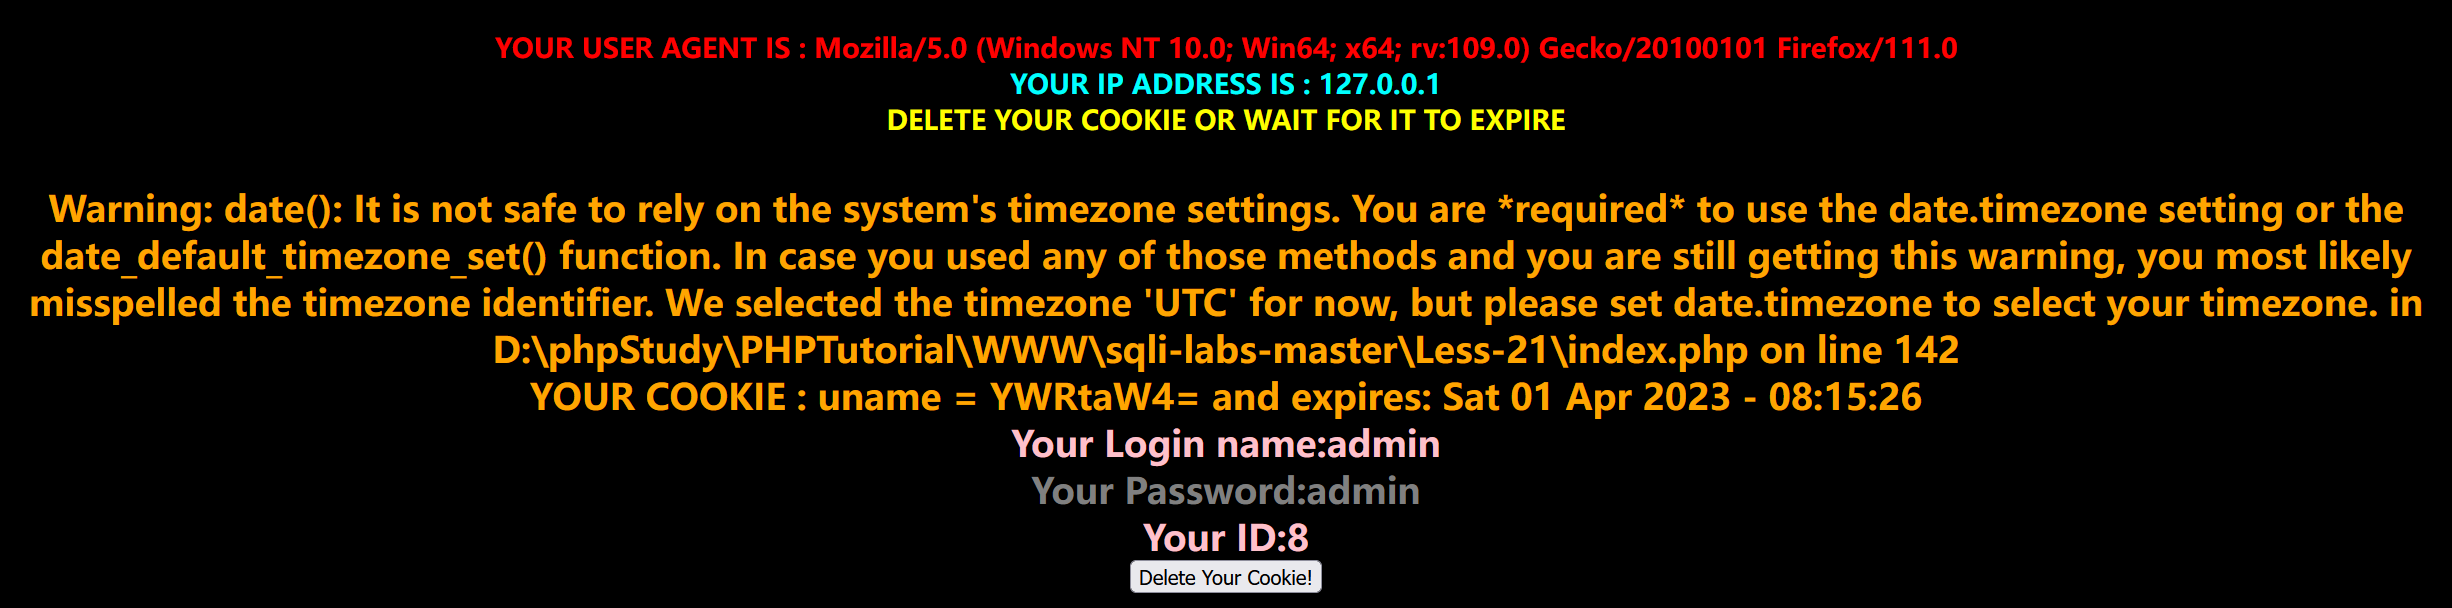 YOUR USER AGENT IS : Mozilla/5.0 (Windows NT 10.0; Win64; x64; rv:109.0) Gecko/20100101 Firefox/111.0
YOUR IP ADDRESS IS : 127.0.0.1
DELETE YOUR COOKIE OR WAIT FOR IT TO EXPIRE
Warning: date(): It is not safe to rely on the system's timezone settings. You are *required* to use the date.timezone setting or the
date_default_timezone_set() function. In case you used any of those methods and you are still getting this warning, you most likely
misspelled the timezone identifier. We selected the timezone 'UTC' for now, but please set date.timezone to select your timezone. in
D:\phpStudy\PHPTutorial\WWW\sqli-labs-master\Less-21\index.php on line 142
YOUR COOKIE : uname = YWRtaW4= and expires: Sat 01 Apr 2023 - 08:15:26
Your Login name:admin
Your Password:admin
Your ID:8
Delete Your Cookie!